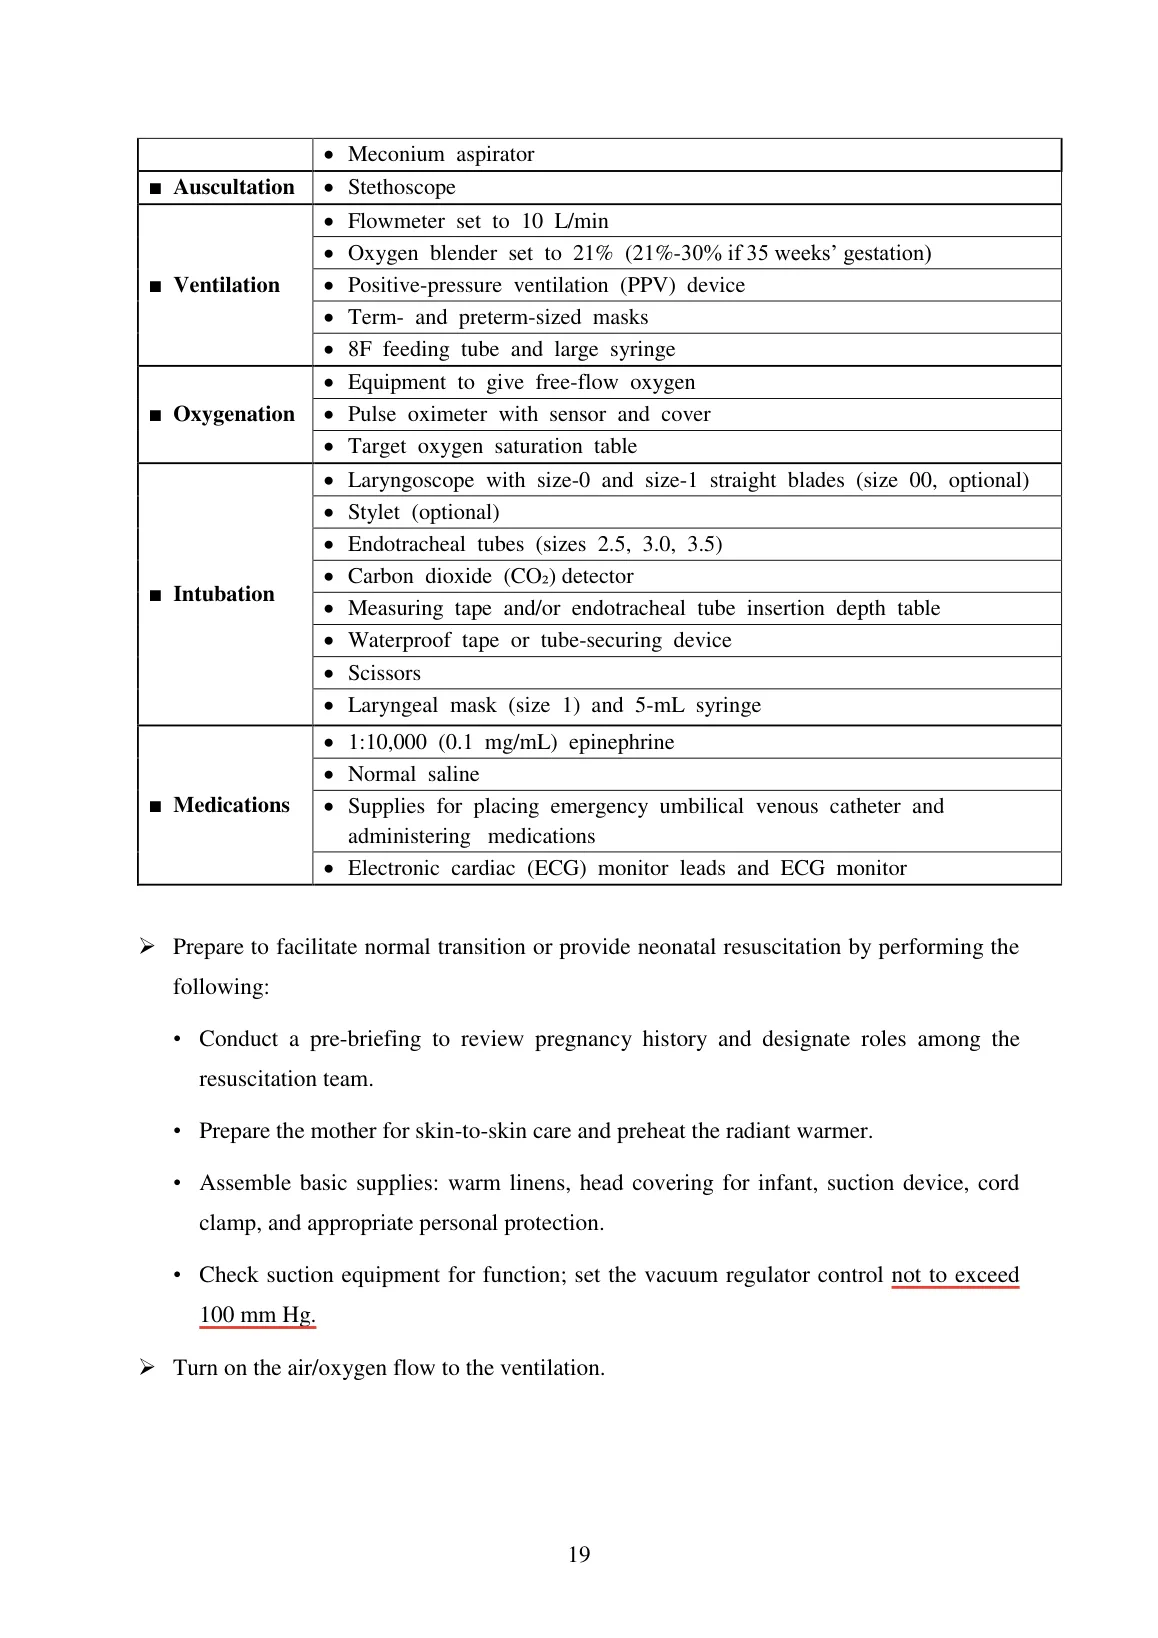 • Meconium aspirator
■ Auscultation
• Stethoscope
■ Ventilation
• Flowmeter set to 10 L/min
• Oxygen blender set to 21% (21%-30% if 35 weeks’ gestation)
• Positive-pressure ventilation (PPV) device
• Term- and preterm-sized masks
• 8F feeding tube and large syringe
■ Oxygenation
• Equipment to give free-flow oxygen
• Pulse oximeter with sensor and cover
• Target oxygen saturation table
■ Intubation
• Laryngoscope with size-0 and size-1 straight blades (size 00, optional)
• Stylet (optional)
• Endotracheal tubes (sizes 2.5, 3.0, 3.5)
• Carbon dioxide (CO₂) detector
• Measuring tape and/or endotracheal tube insertion depth table
• Waterproof tape or tube-securing device
• Scissors
• Laryngeal mask (size 1) and 5-mL syringe
■ Medications
• 1:10,000 (0.1 mg/mL) epinephrine
• Normal saline
• Supplies for placing emergency umbilical venous catheter and
administering medications
• Electronic cardiac (ECG) monitor leads and ECG monitor
➢ Prepare to facilitate normal transition or provide neonatal resuscitation by performing the
following:
• Conduct a pre-briefing to review pregnancy history and designate roles among the
resuscitation team.
• Prepare the mother for skin-to-skin care and preheat the radiant warmer.
• Assemble basic supplies: warm linens, head covering for infant, suction device, cord
clamp, and appropriate personal protection.
• Check suction equipment for function; set the vacuum regulator control not to exceed
100 mm Hg.
➢ Turn on the air/oxygen flow to the ventilation.
19